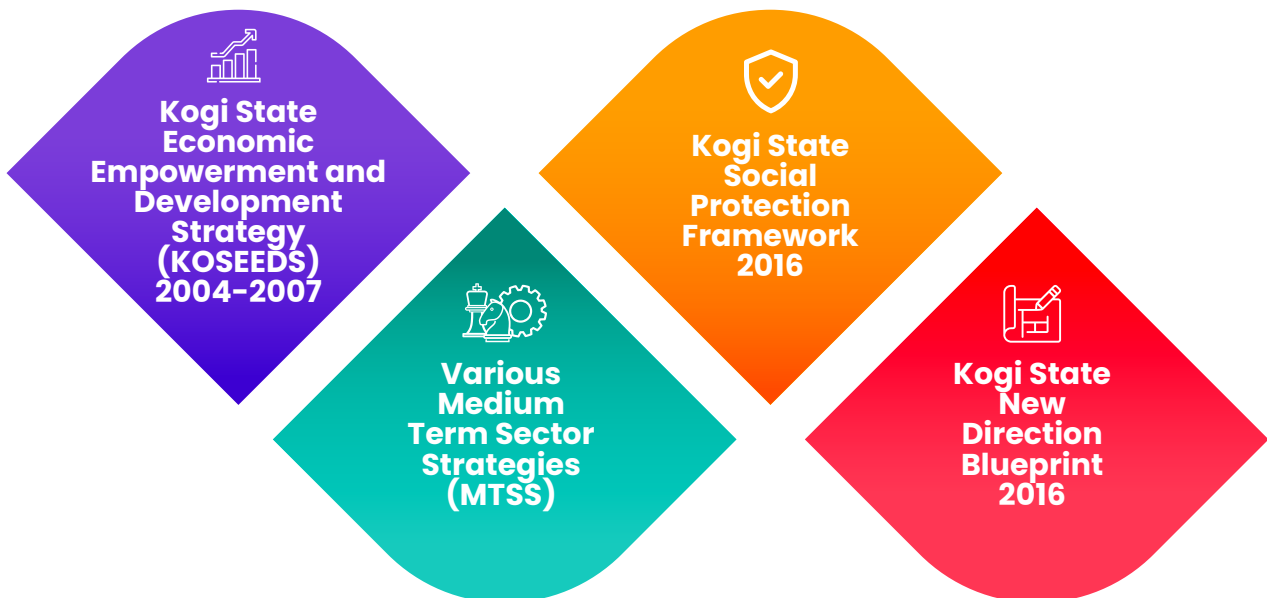 Kogi State
Economic
Empowerment and
Development
Strategy
(KOSEEDS)
2004-2007
Various
Medium
Term Sector
Strategies
(MTSS)
Kogi State
Social
Protection
Framework
2016
Kogi State
New
Direction
Blueprint
2016